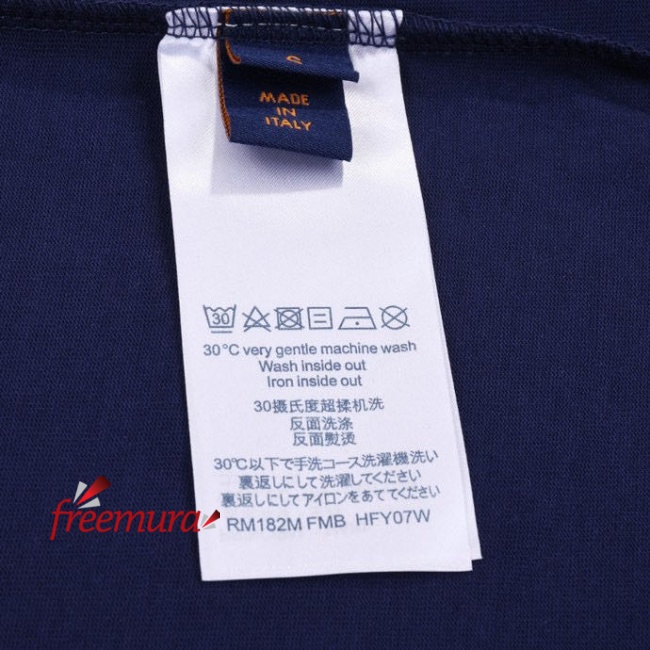 S
MADE
IN
ITALY
30
30°C very gentle machine wash
Wash inside out
Iron inside out
30摄氏度超揉机洗
反面洗涤
反面熨烫
30℃以下で手洗コース洗濯機洗い
裏返しにして洗濯してください
裏返しにしてアイロンをあててください
RM182M FMB HFY07W
freemura